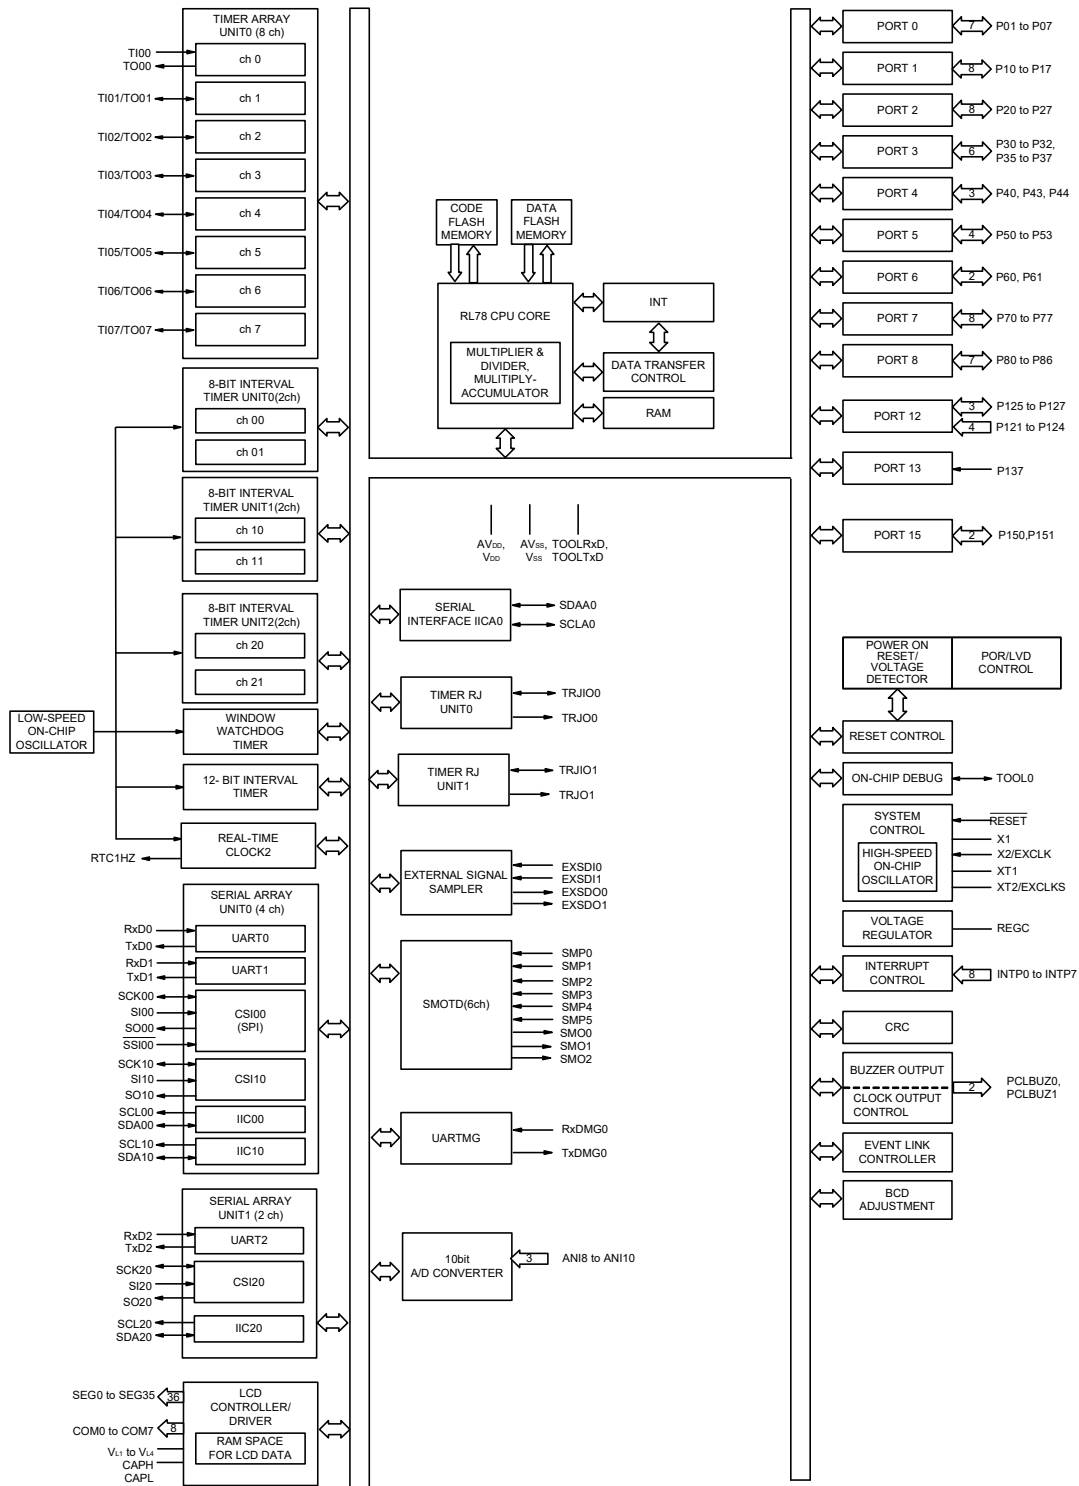 TIMER ARRAY
UNIT0 (8 ch)
TI00
TO00
ch 0
TI01/TO01
ch 1
TI02/TO02
ch 2
TI03/TO03
ch 3
TI04/TO04
ch 4
TI05/TO05
ch 5
TI06/TO06
ch 6
TI07/TO07
ch 7
8-BIT INTERVAL
TIMER UNIT0(2ch)
ch 00
ch 01
8-BIT INTERVAL
TIMER UNIT1(2ch)
ch 10
ch 11
8-BIT INTERVAL
TIMER UNIT2(2ch)
ch 20
ch 21
LOW-SPEED
ON-CHIP
OSCILLATOR
WINDOW
WATCHDOG
TIMER
12- BIT INTERVAL
TIMER
REAL-TIME
CLOCK2
RTC1HZ
SERIAL ARRAY
UNIT0 (4 ch)
RxD0
TxD0
UART0
RxD1
TxD1
UART1
SCK00
SI00
SO00
SSI00
CSI00
(SPI)
SCK10
SI10
SO10
CSI10
SCL00
SDA00
IIC00
SCL10
SDA10
IIC10
SERIAL ARRAY
UNIT1 (2 ch)
RxD2
TxD2
UART2
SCK20
SI20
SO20
CSI20
SCL20
SDA20
IIC20
SEG0 to SEG35
36
COM0 to COM7
8
VL1 to VL4
CAPH
CAPL
LCD
CONTROLLER/
DRIVER
RAM SPACE
FOR LCD DATA
CODE
FLASH
MEMORY
DATA
FLASH
MEMORY
RL78 CPU CORE
MULTIPLIER &
DIVIDER,
MULITIPLY-
ACCUMULATOR
INT
DATA TRANSFER
CONTROL
RAM
AVDD,
VDD
AVSS,
VSS
TOOLRxD,
TOOLTxD
SERIAL
INTERFACE IICA0
SDAA0
SCLA0
TIMER RJ
UNIT0
TRJIO0
TRJO0
TIMER RJ
UNIT1
TRJIO1
TRJO1
EXTERNAL SIGNAL
SAMPLER
EXSDI0
EXSDI1
EXSDO0
EXSDO1
SMOTD(6ch)
SMP0
SMP1
SMP2
SMP3
SMP4
SMP5
SMO0
SMO1
SMO2
UARTMG
RxDMG0
TxDMG0
10bit
A/D CONVERTER
3
ANI8 to ANI10
PORT 0
7
P01 to P07
PORT 1
8
P10 to P17
PORT 2
8
P20 to P27
PORT 3
6
P30 to P32,
P35 to P37
PORT 4
3
P40, P43, P44
PORT 5
4
P50 to P53
PORT 6
2
P60, P61
PORT 7
8
P70 to P77
PORT 8
7
P80 to P86
PORT 12
3
P125 to P127
4
P121 to P124
PORT 13
P137
PORT 15
2
P150,P151
POWER ON
RESET/
VOLTAGE
DETECTOR
POR/LVD
CONTROL
RESET CONTROL
ON-CHIP DEBUG
TOOL0
SYSTEM
CONTROL
HIGH-SPEED
ON-CHIP
OSCILLATOR
RESET
X1
X2/EXCLK
XT1
XT2/EXCLKS
VOLTAGE
REGULATOR
REGC
INTERRUPT
CONTROL
8
INTP0 to INTP7
CRC
BUZZER OUTPUT
CLOCK OUTPUT
CONTROL
2
PCLBUZ0,
PCLBUZ1
EVENT LINK
CONTROLLER
BCD
ADJUSTMENT